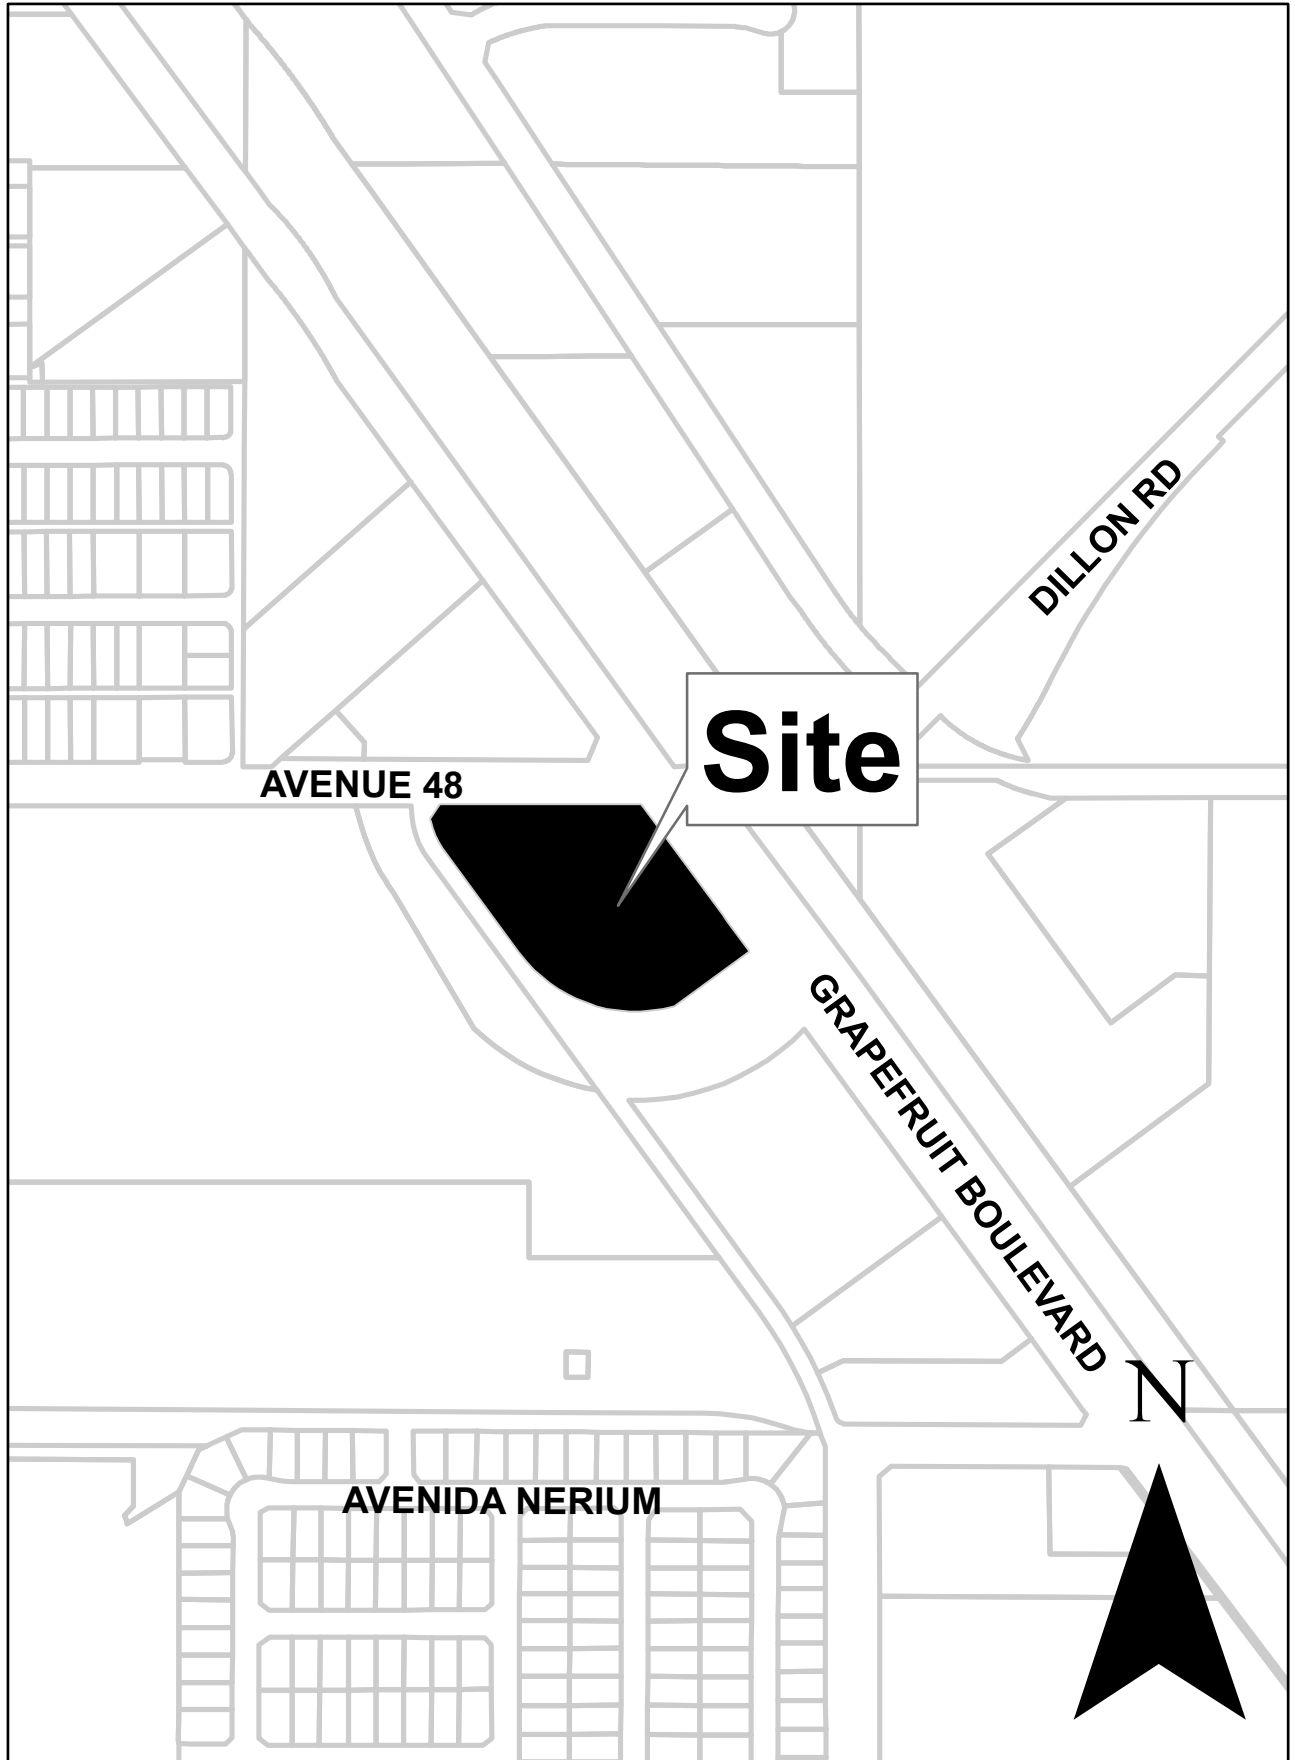 DILLON RD
Site
AVENUE 48
GRAPEFRUIT BOULEVARD
N
AVENIDA NERIUM